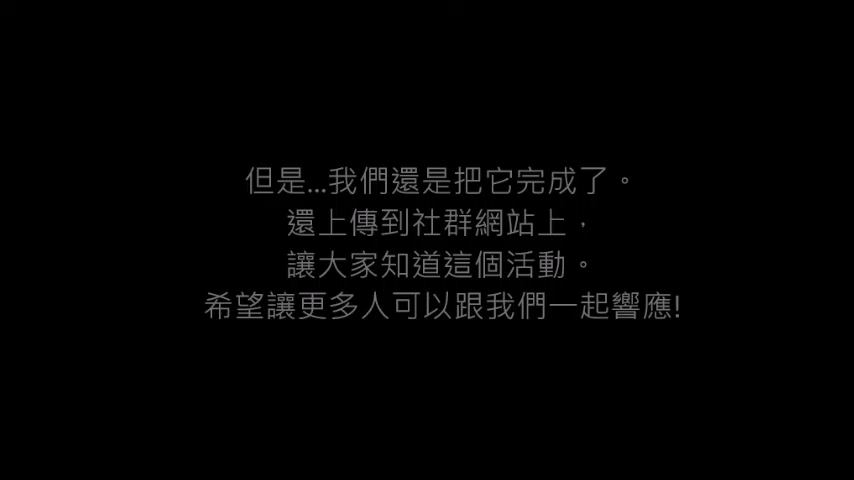 但是...我們還是把它完成了。
還上傳到社群網站上，
讓大家知道這個活動。
希望讓更多人可以跟我們一起響應!